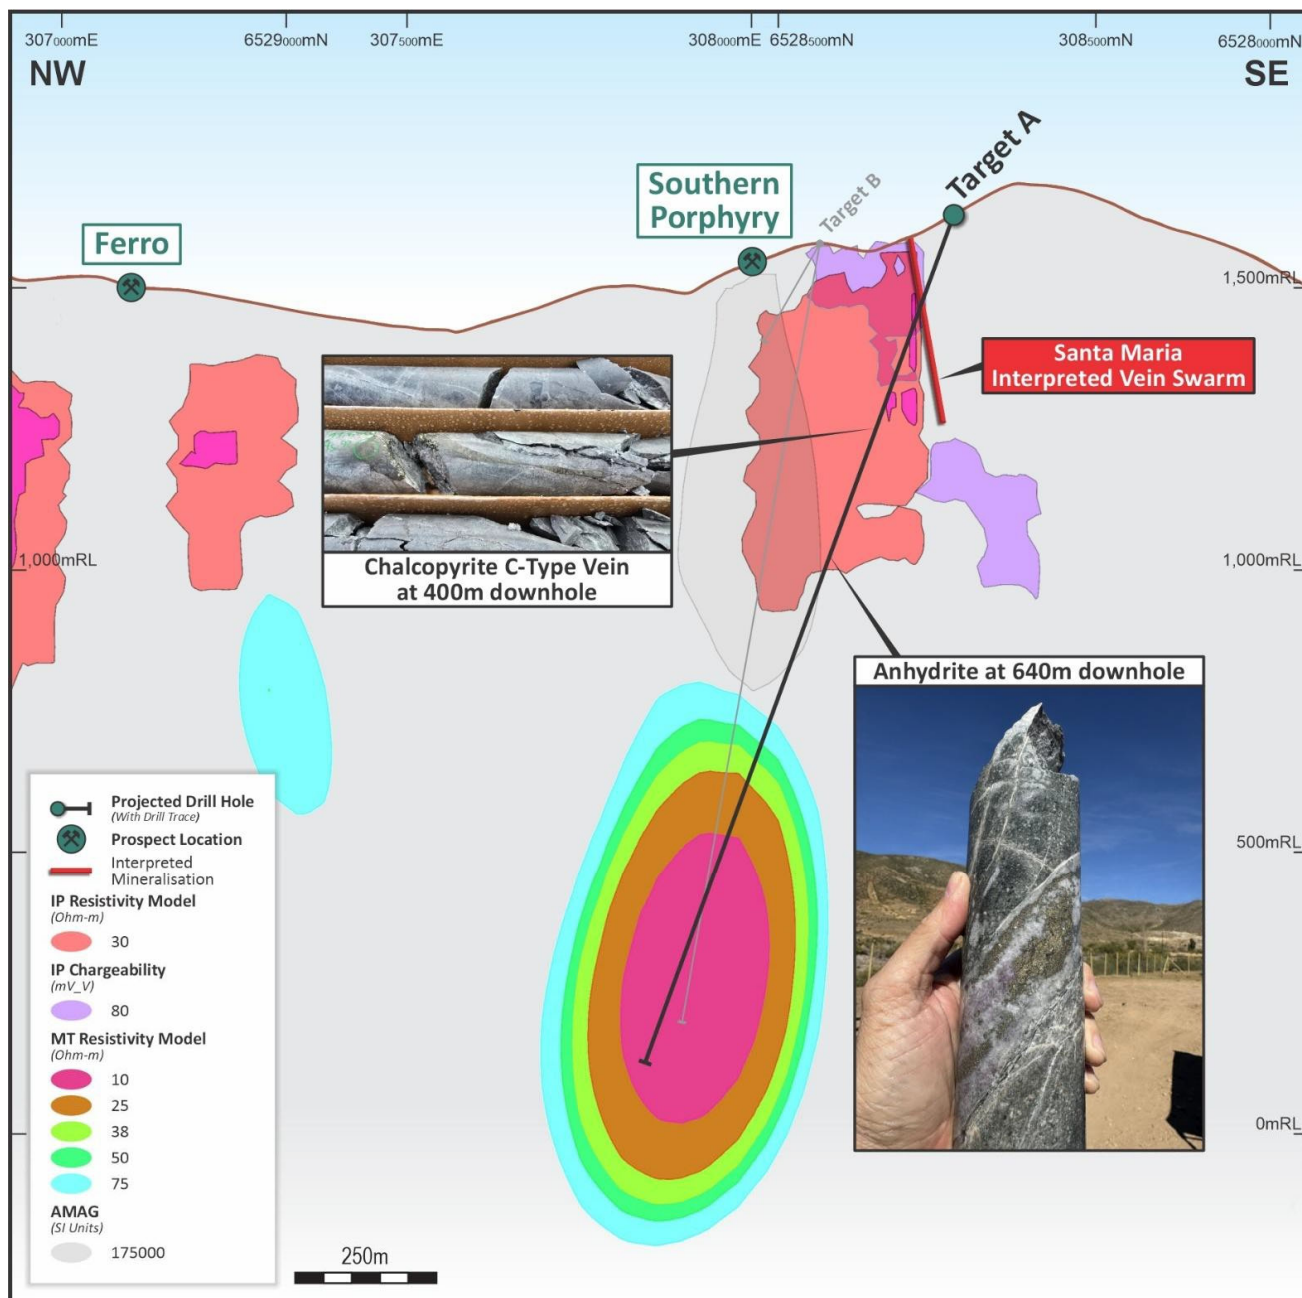 307000mE
6529000mN
307500mE
308000mE
6528500mN
308500mN
6528000mN
NW
SE
Target A
Target B
Southern
Porphyry
Ferro
1,500mRL
Santa Maria
Interpreted Vein Swarm
1,000mRL
1,000mRL
Chalcopyrite C-Type Vein
at 400m downhole
Anhydrite at 640m downhole
Projected Drill Hole
(With Drill Trace)
Prospect Location
Interpreted
Mineralisation
IP Resistivity Model
(Ohm-m)
30
IP Chargeability
(mV_V)
80
MT Resistivity Model
(Ohm-m)
10
25
38
50
75
AMAG
(SI Units)
175000
250m
500mRL
0mRL